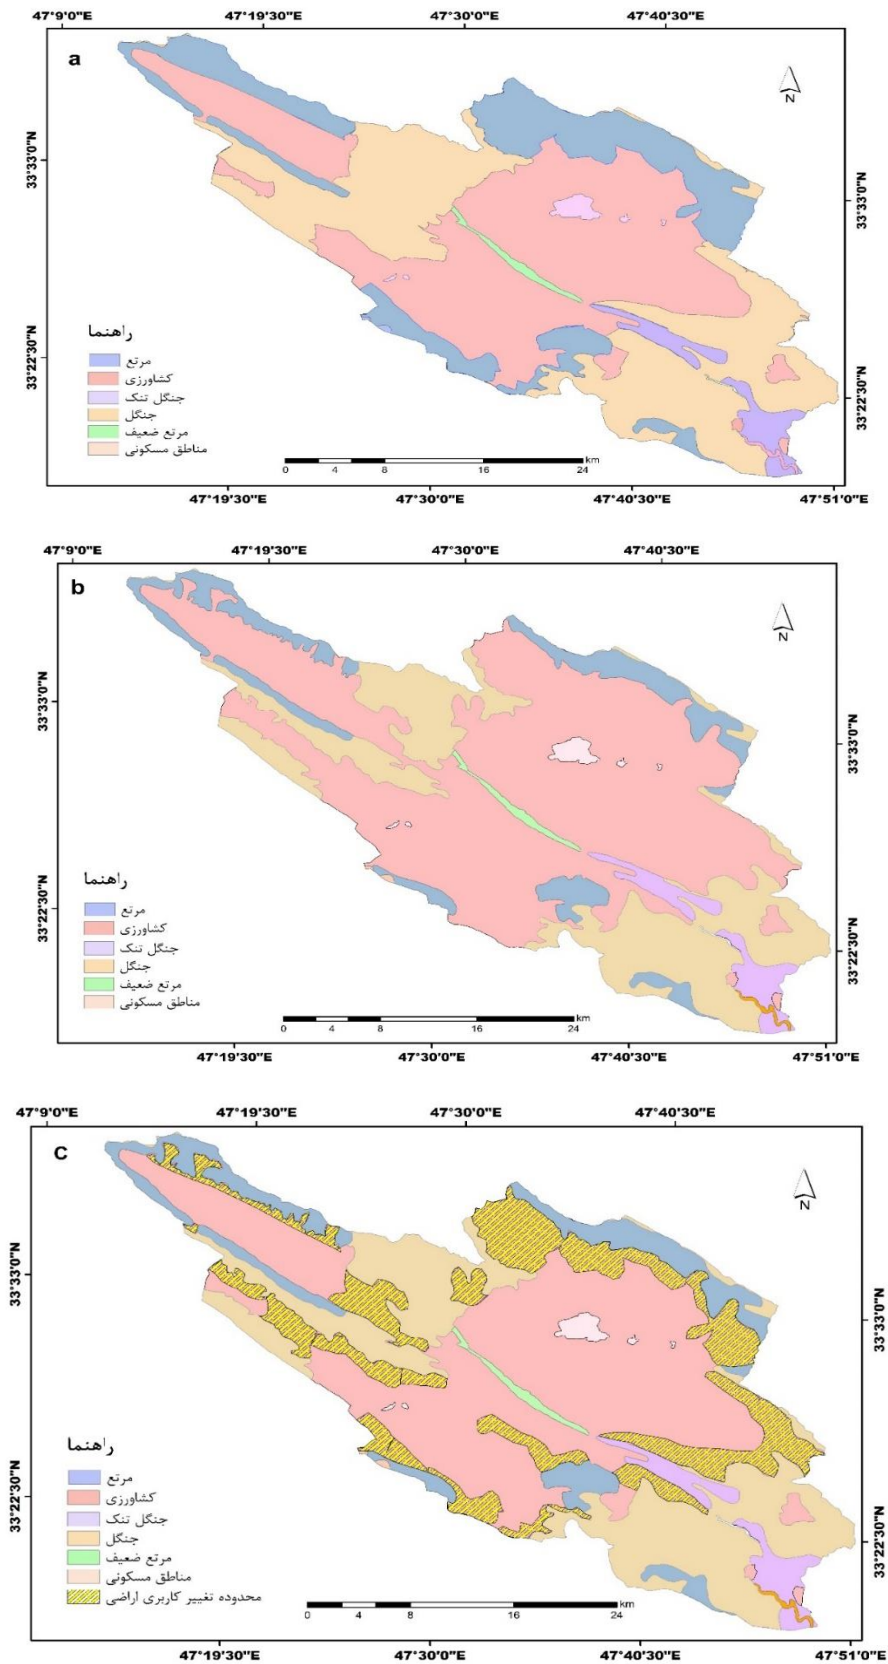 47°9'0"E 47°19'30"E 47°30'0"E 47°40'30"E
a
N
33°33'0"N
33°33'0"N
33°22'30"N
33°22'30"N
راهنما
مرتع
کشاورزی
جنگل تنک
جنگل
مرتع ضعیف
مناطق مسکونی
km
0 4 8 16 24
47°19'30"E 47°30'0"E 47°40'30"E 47°51'0"E
47°9'0"E 47°19'30"E 47°30'0"E 47°40'30"E
b
N
33°33'0"N
33°33'0"N
33°22'30"N
33°22'30"N
راهنما
مرتع
کشاورزی
جنگل تنک
جنگل
مرتع ضعیف
مناطق مسکونی
km
0 4 8 16 24
47°19'30"E 47°30'0"E 47°40'30"E 47°51'0"E
47°9'0"E 47°19'30"E 47°30'0"E 47°40'30"E
c
N
33°33'0"N
33°33'0"N
33°22'30"N
33°22'30"N
راهنما
مرتع
کشاورزی
جنگل تنک
جنگل
مرتع ضعیف
مناطق مسکونی
محدوده تغییر کاربری اراضی
km
0 4 8 16 24
47°19'30"E 47°30'0"E 47°40'30"E 47°51'0"E